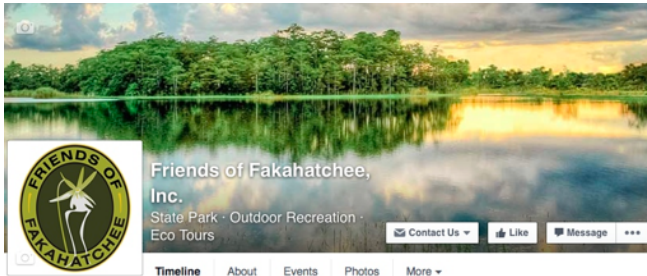 FRIENDS OF
FAKAHATCHEE
Friends of Fakahatchee,
Inc.
State Park · Outdoor Recreation ·
Eco Tours
Contact Us
Like
Message
Timeline
About
Events
Photos
More